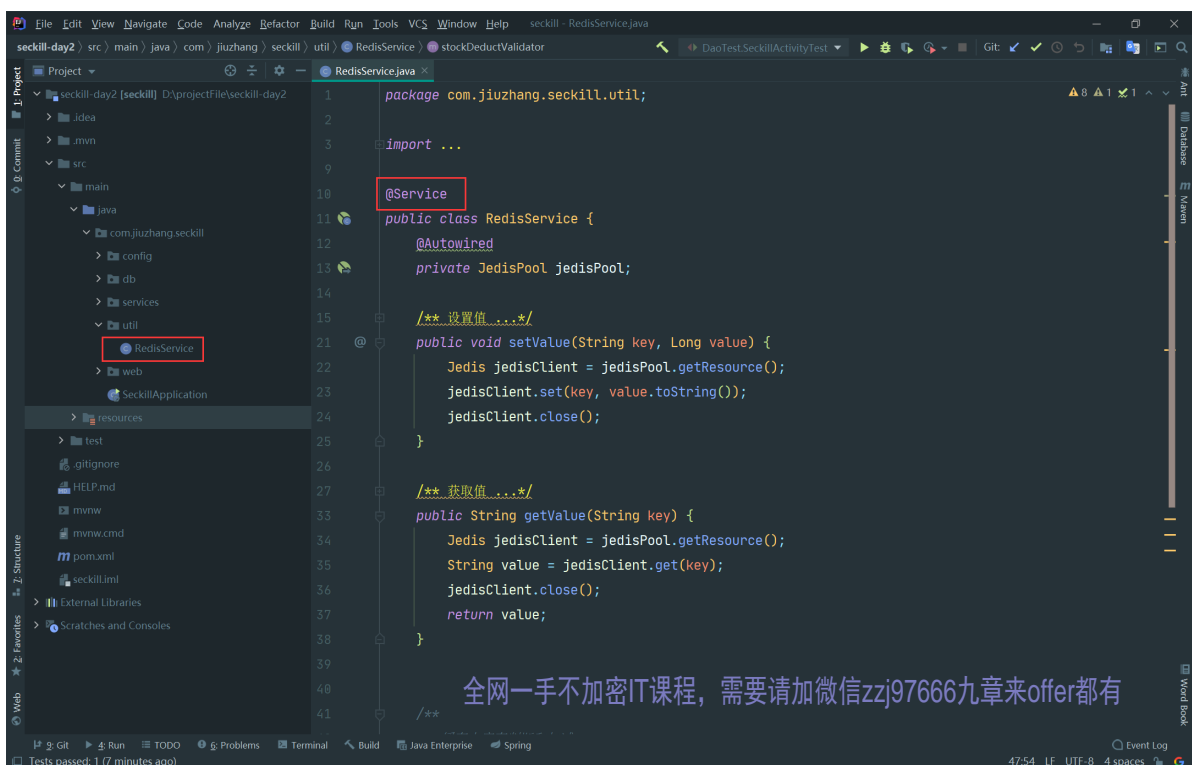 File Edit View Navigate Code Analyze Refactor Build Run Tools VCS Window Help seckill - RedisService.java
seckill-day2 src main java com jiuzhang seckill util RedisService stockDeductValidator DaoTest.SeckillActivityTest Git:
Project RedisService.java
1: Project
0: Commit
7: Structure
2: Favorites
Web
seckill-day2 [seckill] D:\projectFile\seckill-day2
.idea
.mvn
src
main
java
com.jiuzhang.seckill
config
db
services
util
RedisService
web
SeckillApplication
resources
test
.gitignore
HELP.md
mvnw
mvnw.cmd
pom.xml
seckill.iml
External Libraries
Scratches and Consoles
1 package com.jiuzhang.seckill.util;
2
3 import ...
9
10 @Service
11 public class RedisService {
12 @Autowired
13 private JedisPool jedisPool;
14
15 /** 设置值 ...*/
21 @ public void setValue(String key, Long value) {
22 Jedis jedisClient = jedisPool.getResource();
23 jedisClient.set(key, value.toString());
24 jedisClient.close();
25 }
26
27 /** 获取值 ...*/
33 public String getValue(String key) {
34 Jedis jedisClient = jedisPool.getResource();
35 String value = jedisClient.get(key);
36 jedisClient.close();
37 return value;
38 }
39
40
41 /**
8 1 1
Ant
Database
Maven
Word Book
全网一手不加密IT课程，需要请加微信zzj97666九章来offer都有
9: Git 4: Run TODO 6: Problems Terminal Build Java Enterprise Spring Event Log
Tests passed: 1 (7 minutes ago) 47:54 LF UTF-8 4 spaces